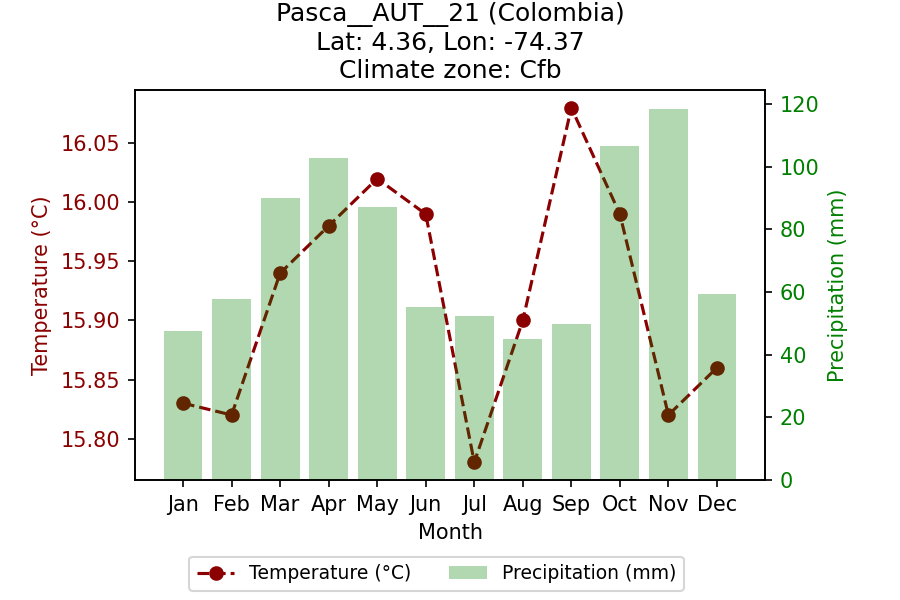 Pasca__AUT__21 (Colombia)
Lat: 4.36, Lon: -74.37
Climate zone: Cfb
Temperature (°C)
16.05
16.00
15.95
15.90
15.85
15.80
120
100
80
60
40
20
0
Precipitation (mm)
Jan Feb Mar Apr May Jun Jul Aug Sep Oct Nov Dec
Month
Temperature (°C) Precipitation (mm)